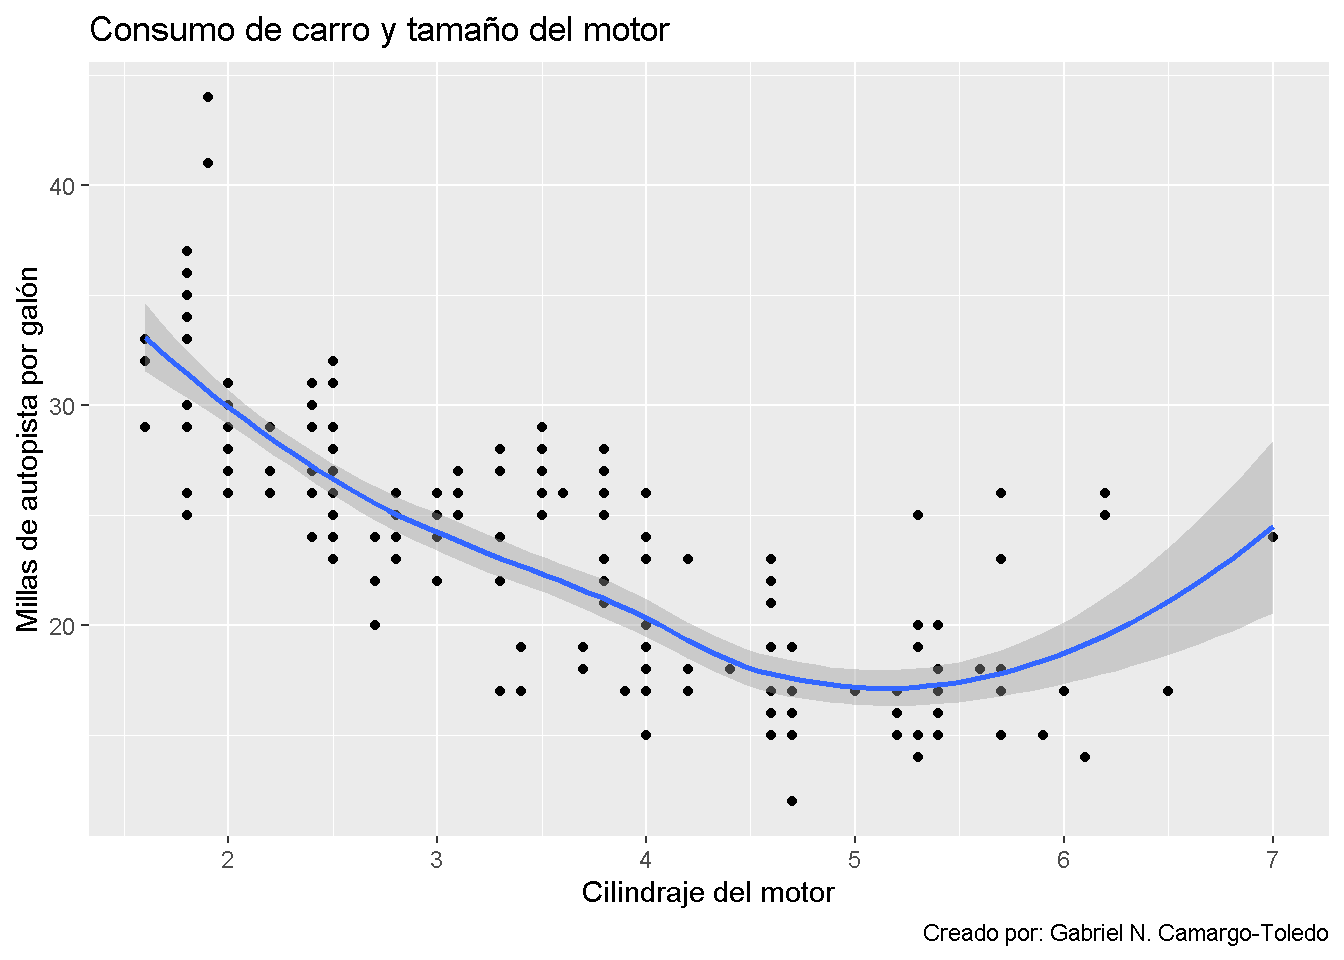 Consumo de carro y tamaño del motor
Millas de autopista por galón
40
30
20
2 3 4 5 6 7
Cilindraje del motor
Creado por: Gabriel N. Camargo-Toledo